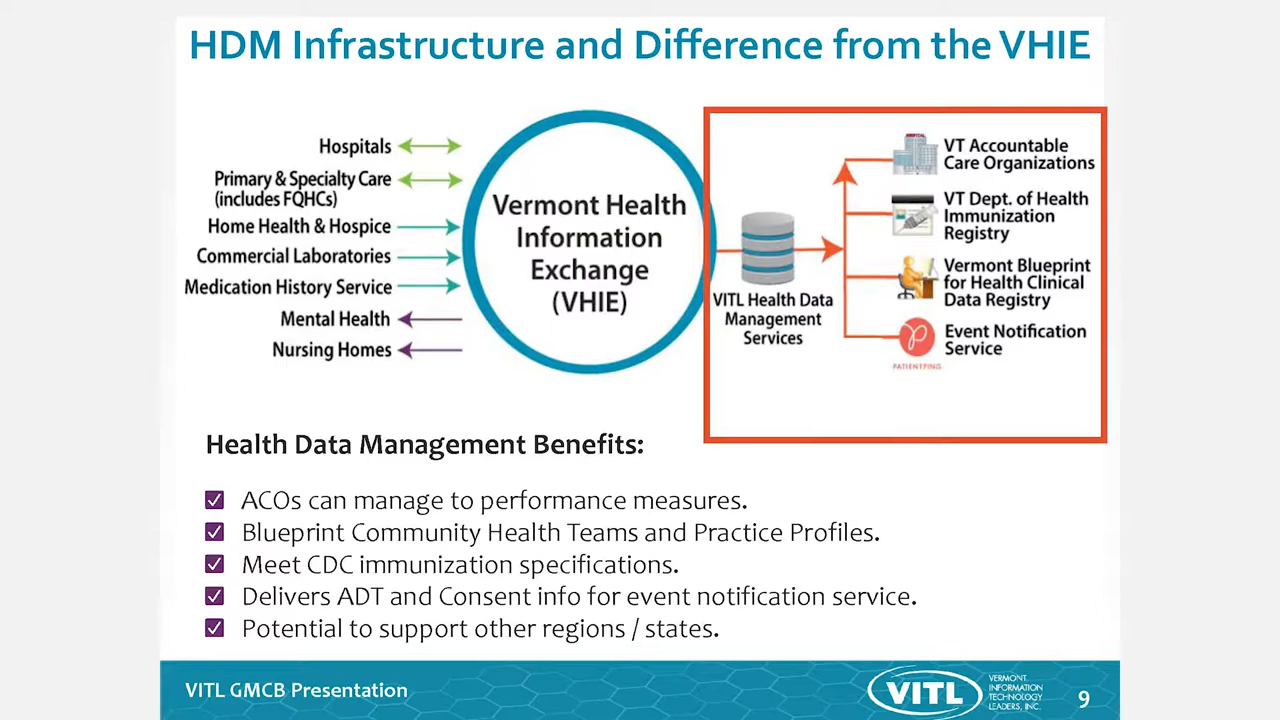 HDM Infrastructure and Difference from the VHIE
Hospitals
Primary & Specialty Care
(includes FQHCs)
Home Health & Hospice
Commercial Laboratories
Medication History Service
Mental Health
Nursing Homes
Vermont Health
Information
Exchange
(VHIE)
VITL Health Data
Management
Services
VT Accountable
Care Organizations
VT Dept. of Health
Immunization
Registry
Vermont Blueprint
for Health Clinical
Data Registry
Event Notification
Service
PATIENTPING
Health Data Management Benefits:
ACOs can manage to performance measures.
Blueprint Community Health Teams and Practice Profiles.
Meet CDC immunization specifications.
Delivers ADT and Consent info for event notification service.
Potential to support other regions / states.
VITL GMCB Presentation
VITL
VERMONT
INFORMATION
TECHNOLOGY
LEADERS, INC.
9